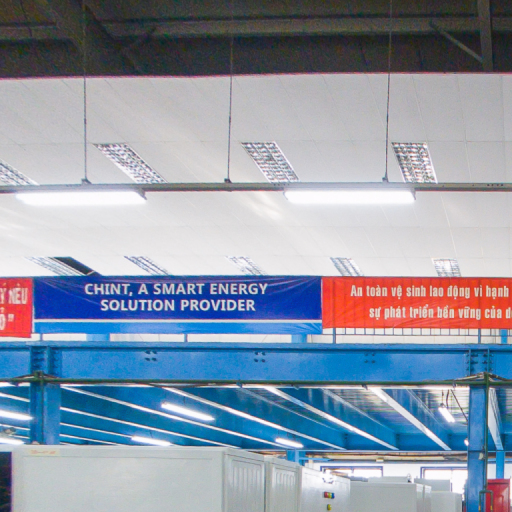 CHINT, A SMART ENERGY
SOLUTION PROVIDER
An toàn vệ sinh lao động vì hạnh
sự phát triển bền vững của